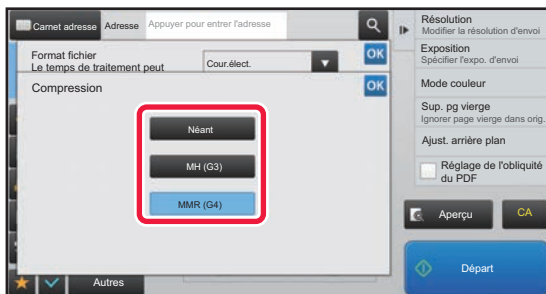 Carnet adresse
Adresse
Appuyer pour entrer l'adresse
Format fichier
Le temps de traitement peut
Cour.élect.
OK
Compression
OK
Néant
MH (G3)
MMR (G4)
Autres
Résolution
Modifier la résolution d'envoi
Exposition
Spécifier l'expo. d'envoi
Mode couleur
Sup. pg vierge
Ignorer page vierge dans orig.
Ajust. arrière plan
Réglage de l'obliquité
du PDF
Aperçu
CA
Départ